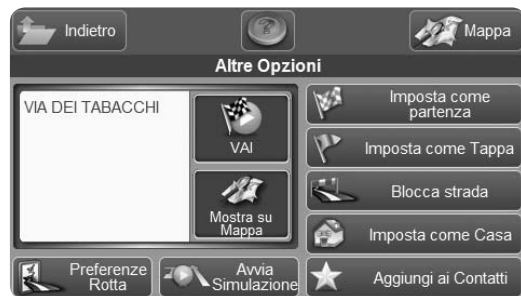 Indietro
Mappa
Altre Opzioni
VIA DEI TABACCHI
VAI
Mostra su
Mappa
Imposta come
partenza
Imposta come Tappa
Blocca strada
Imposta come Casa
Preferenze
Rotta
Avvia
Simulazione
Aggiungi ai Contatti